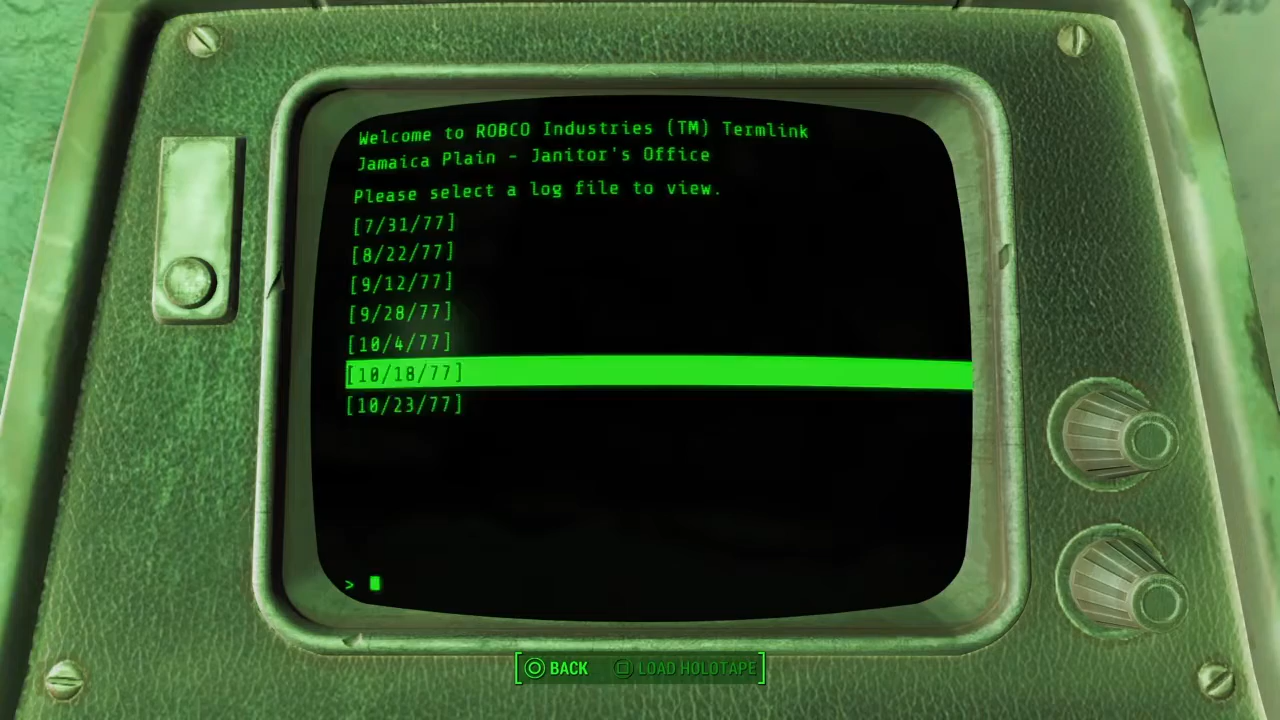 Welcome to ROBCO Industries (TM) Termlink
Jamaica Plain - Janitor's Office
Please select a log file to view.
[7/31/77]
[8/22/77]
[9/12/77]
[9/28/77]
[10/4/77]
[10/18/77]
[10/23/77]
>
BACK LOAD HOLOTAPE